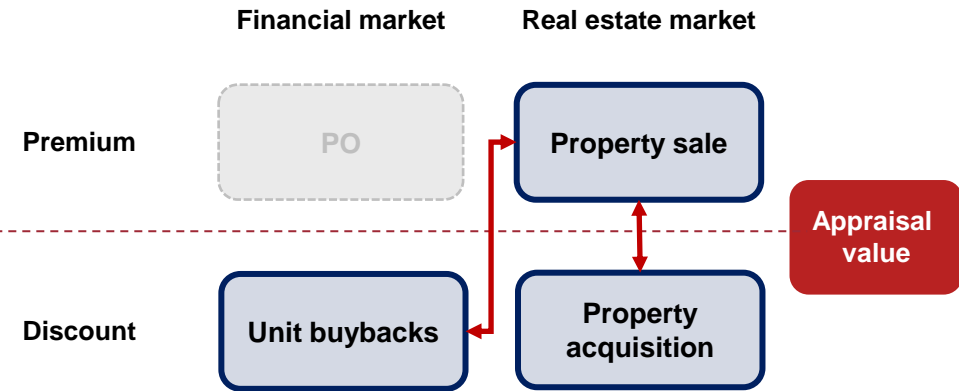 Financial market
Real estate market
Premium
PO
Property sale
Appraisal
value
Discount
Unit buybacks
Property
acquisition